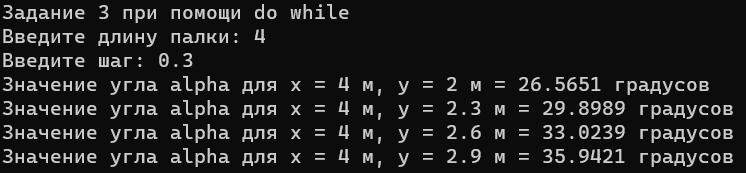 Задание 3 при помощи do while
Введите длину палки: 4
Введите шаг: 0.3
Значение угла alpha для x = 4 м, y = 2 м = 26.5651 градусов
Значение угла alpha для x = 4 м, y = 2.3 м = 29.8989 градусов
Значение угла alpha для x = 4 м, y = 2.6 м = 33.0239 градусов
Значение угла alpha для x = 4 м, y = 2.9 м = 35.9421 градусов